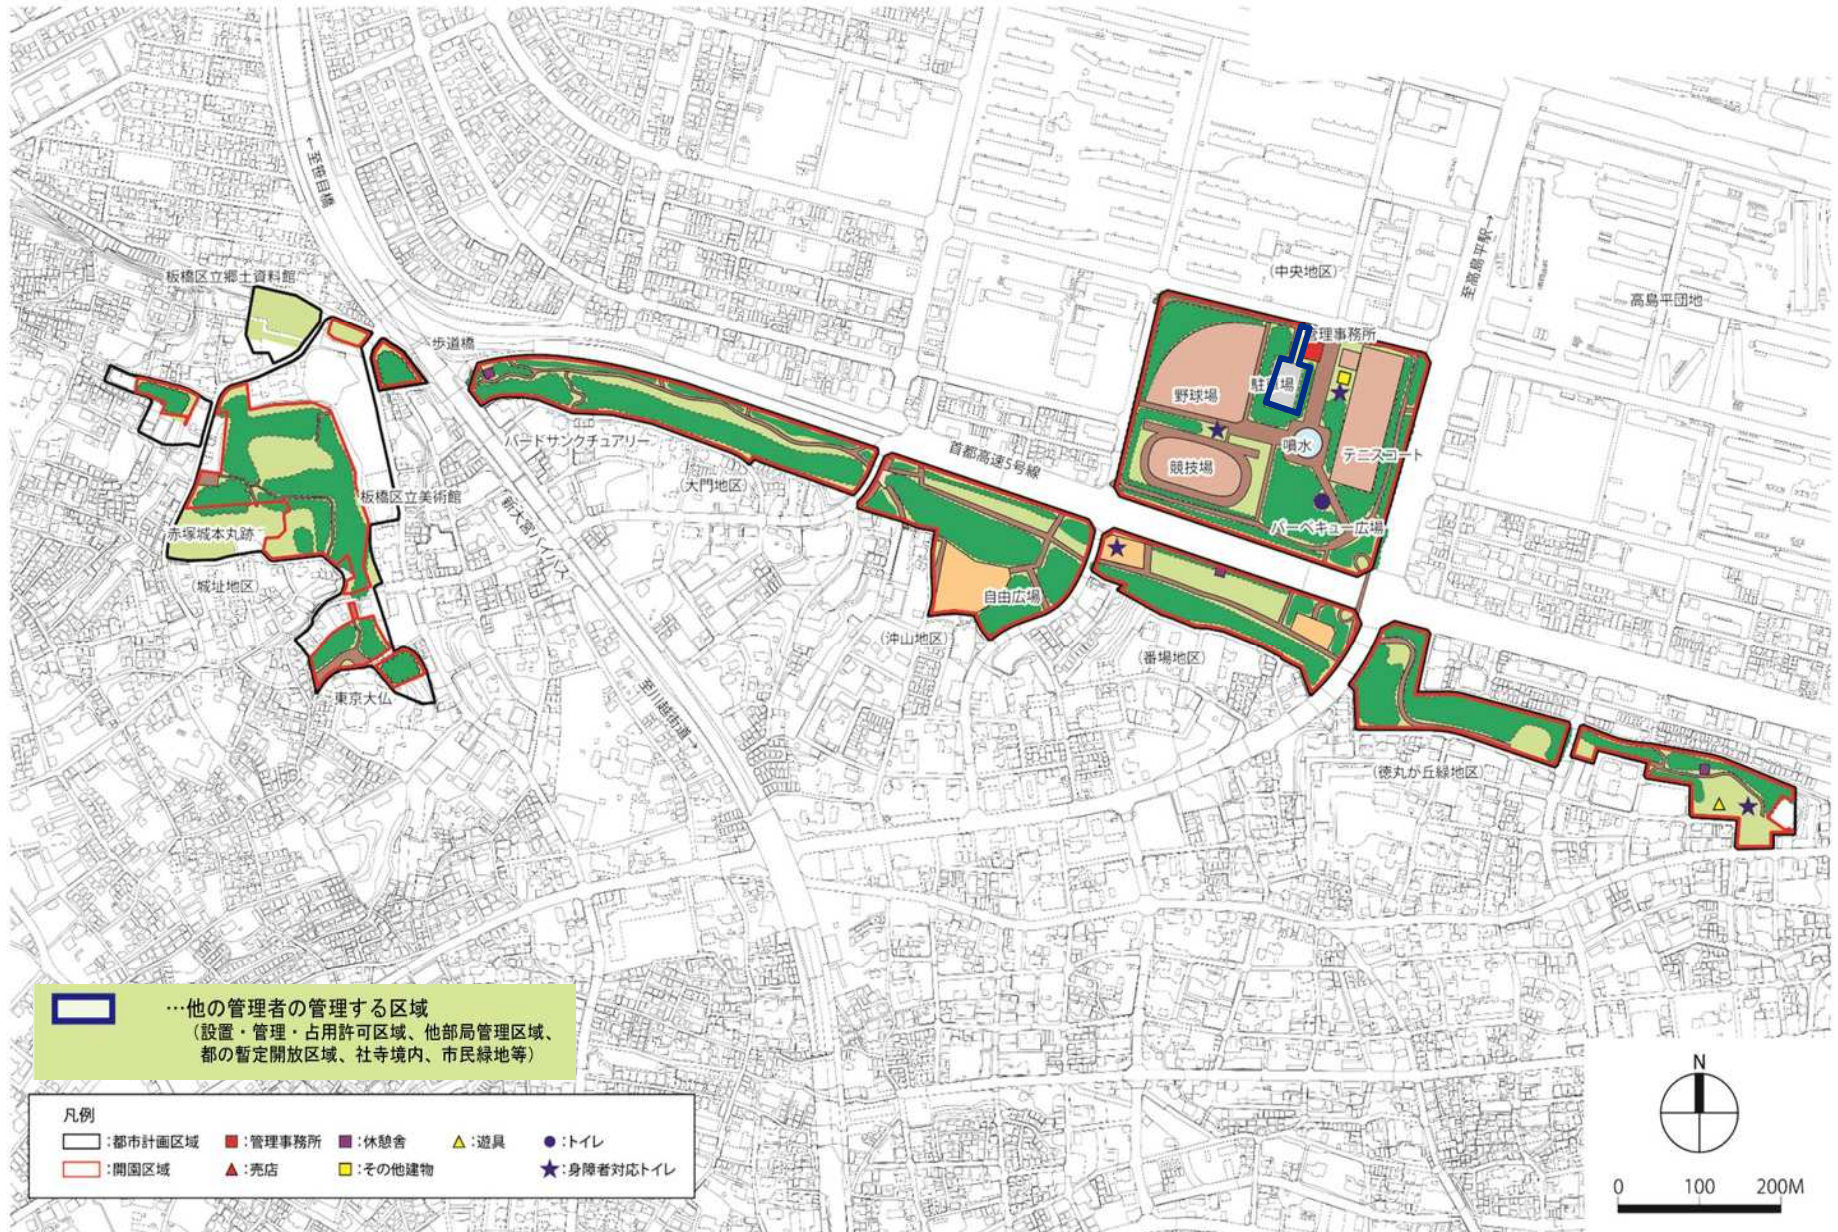 ←至笹目橋
板橋区立郷土資料館
(中央地区)
至高島平駅→
高島平団地
歩道橋
管理事務所
駐車場
野球場
噴水
テニスコート
競技場
バードサンクチュアリー
首都高速5号線
(大門地区)
板橋区立美術館
新大宮バイパス
バーベキュー広場
赤塚城本丸跡
(城址地区)
自由広場
(沖山地区)
(番場地区)
東京大仏
至川越街道→
(徳丸が丘緑地区)
…他の管理者の管理する区域
(設置・管理・占用許可区域、他部局管理区域、
都の暫定開放区域、社寺境内、市民緑地等)
凡例
:都市計画区域 :管理事務所 :休憩舎 :遊具 :トイレ
:開園区域 :売店 :その他建物 :身障者対応トイレ
N
0 100 200M